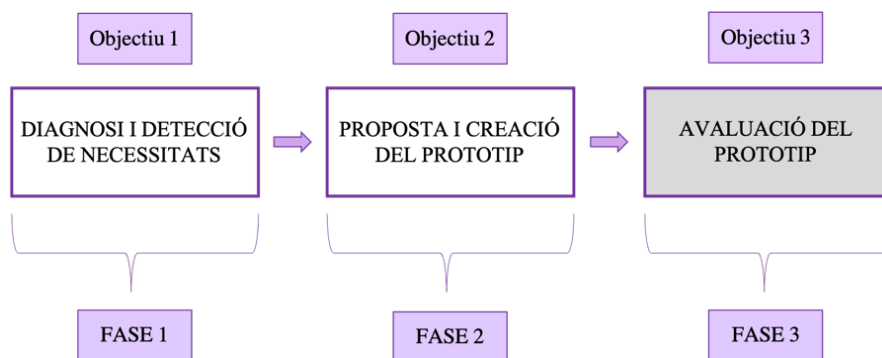 Objectiu 1
Objectiu 2
Objectiu 3
DIAGNOSI I DETECCIÓ
DE NECESSITATS
PROPOSTA I CREACIÓ
DEL PROTOTIP
AVALUACIÓ DEL
PROTOTIP
FASE 1
FASE 2
FASE 3